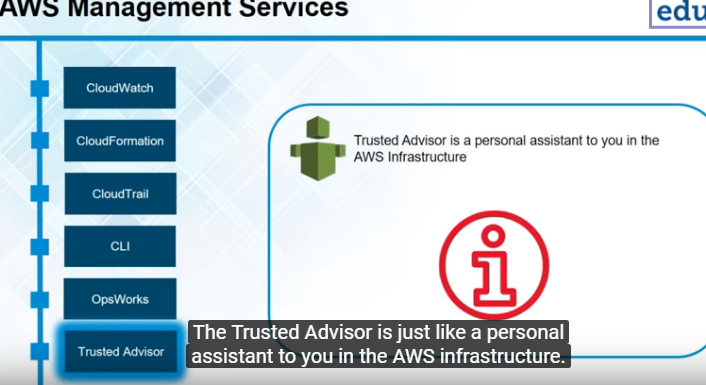 AWS Management Services
edu
CloudWatch
CloudFormation
CloudTrail
CLI
OpsWorks
Trusted Advisor
Trusted Advisor is a personal assistant to you in the
AWS Infrastructure
The Trusted Advisor is just like a personal
assistant to you in the AWS infrastructure.